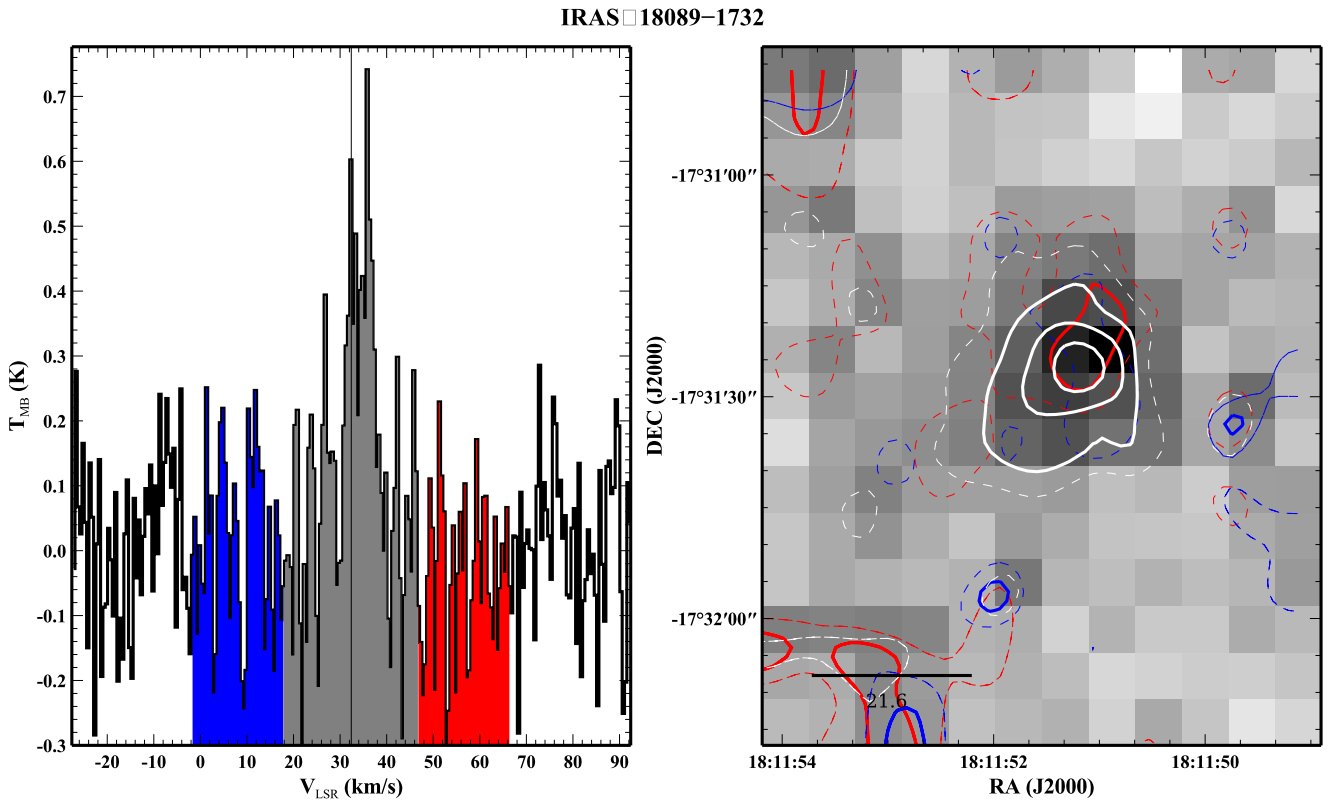 IRAS□18089−1732
0.7
0.6
0.5
0.4
0.3
0.2
0.1
0.0
-0.1
-0.2
-0.3
T_MB (K)
-20 -10 0 10 20 30 40 50 60 70 80 90
V_LSR (km/s)
DEC (J2000)
-17°31′00″
-17°31′30″
-17°32′00″
21.6
18:11:54 18:11:52 18:11:50
RA (J2000)